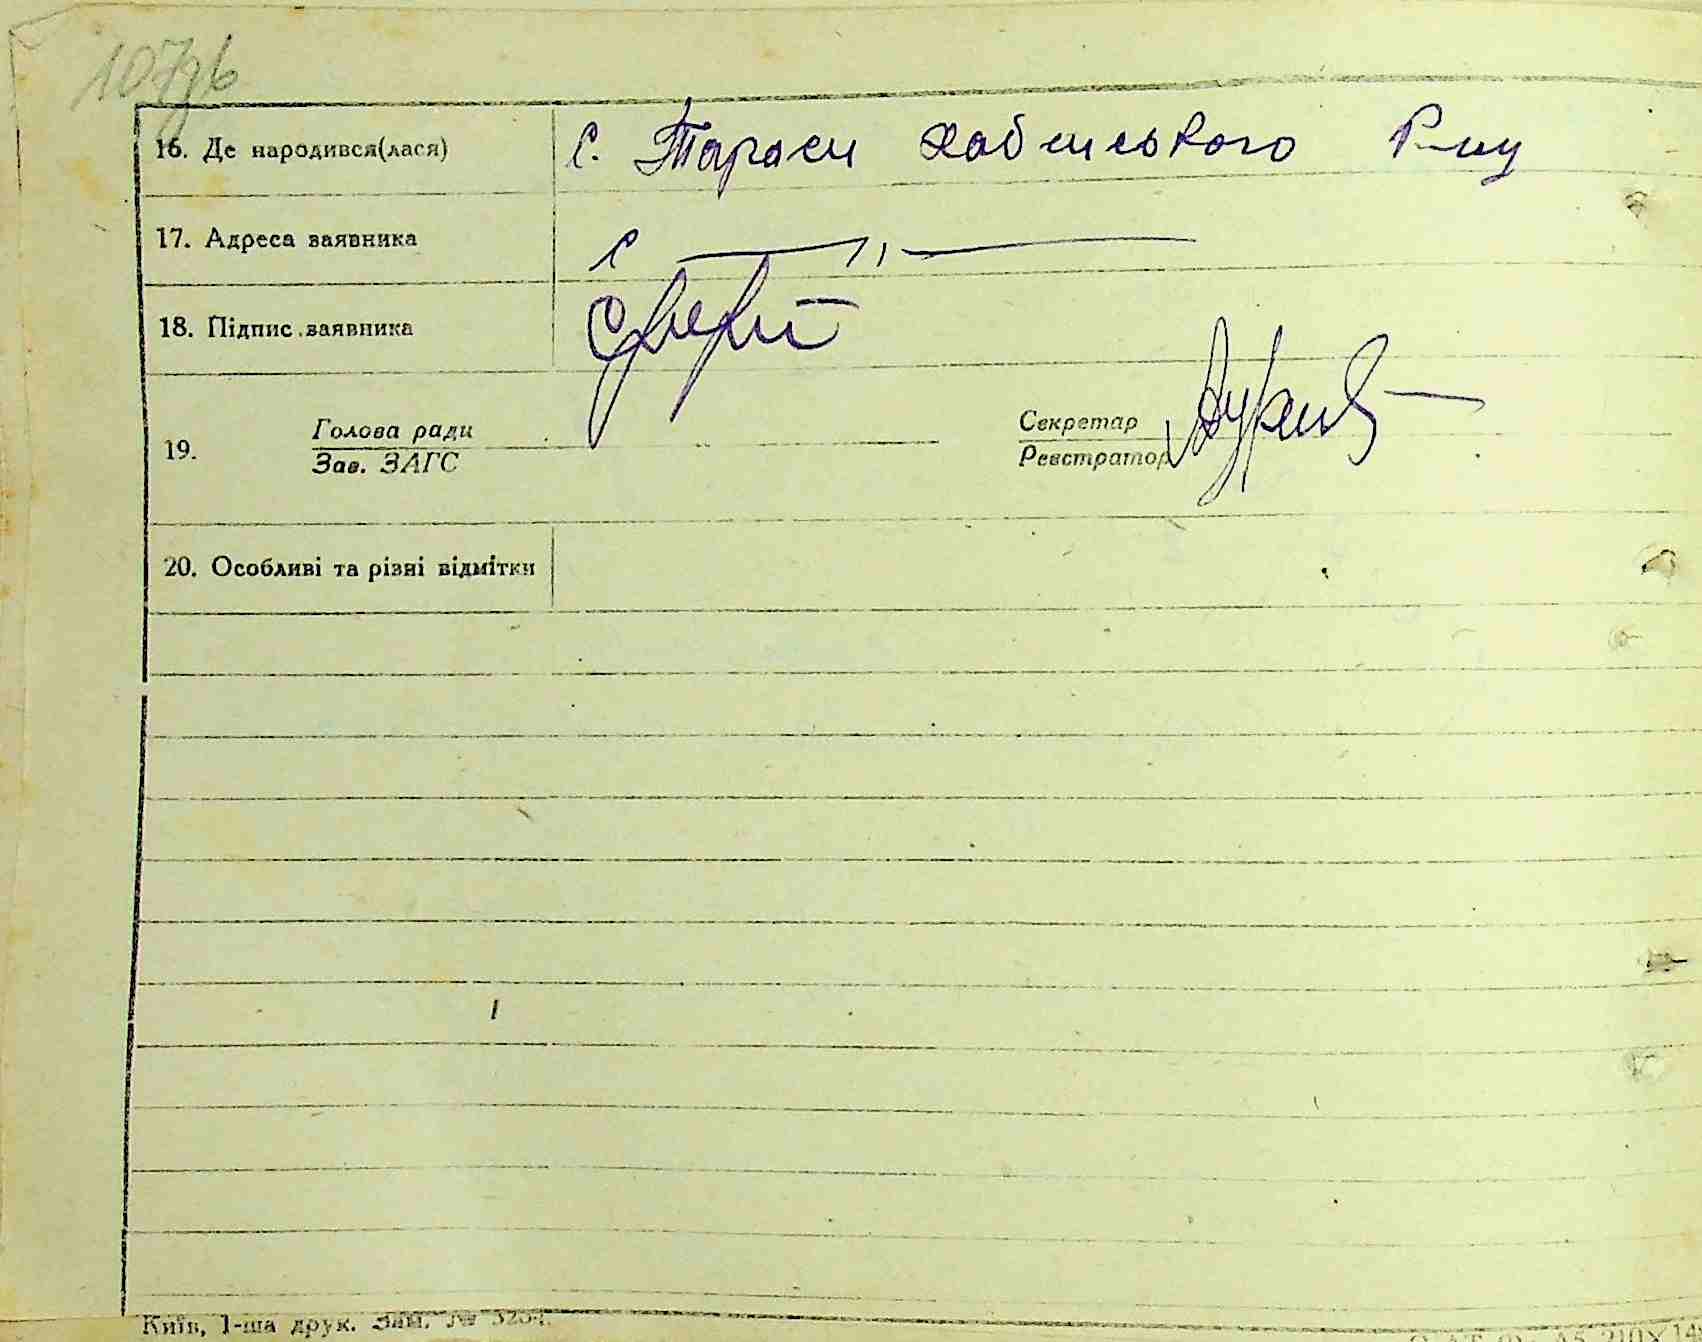 107зв
16. Де народився(лася) с. Тараси Хабенського р-ну
17. Адреса заявника с — " —
18. Підпис заявника
19. Голова ради Секретар
Зав. ЗАГС Реєстратор
20. Особливі та різні відмітки
Київ, 1-ша друк. Зам. №